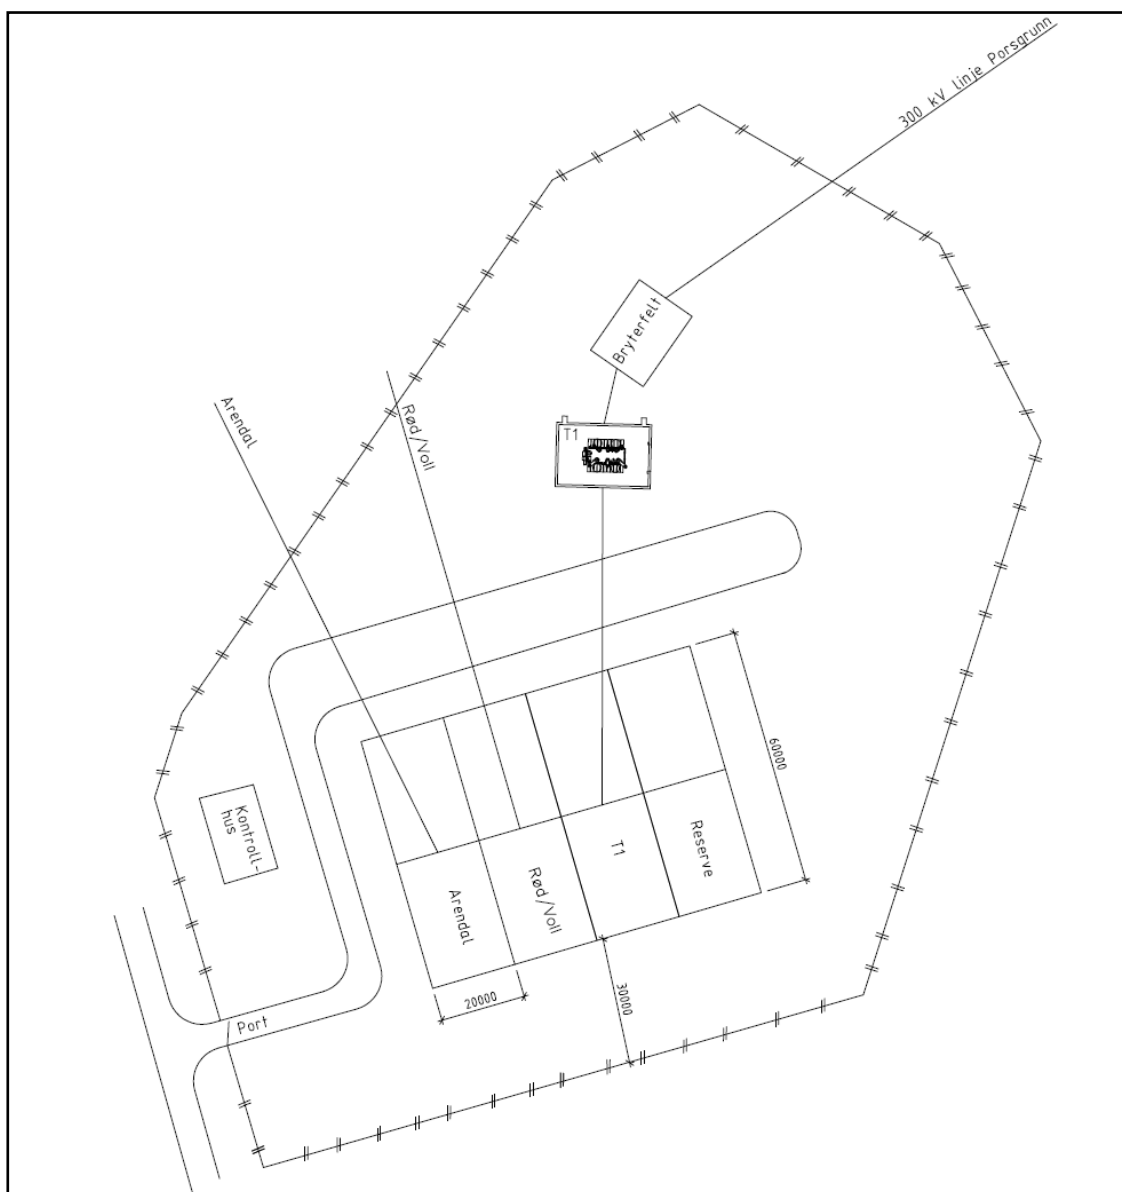 300 kV linje Porsgrunn
Bryterfelt
Arendal
Rød/Voll
T1
60000
Kontroll-
hus
Arendal
Rød/Voll
T1
Reserve
20000
30000
Port